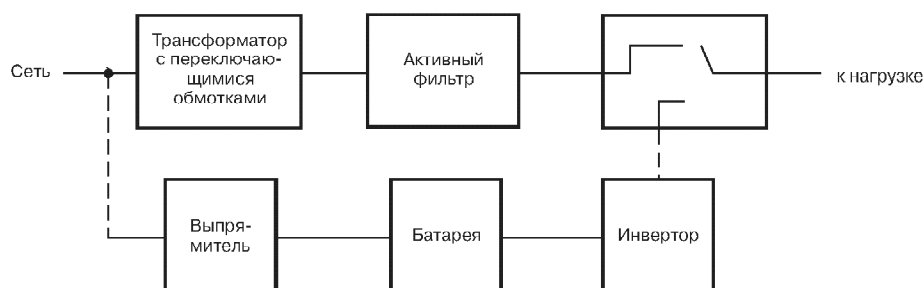 Сеть
Трансформатор
с переключаю-
щимися
обмотками
Активный
фильтр
к нагрузке
Выпря-
митель
Батарея
Инвертор